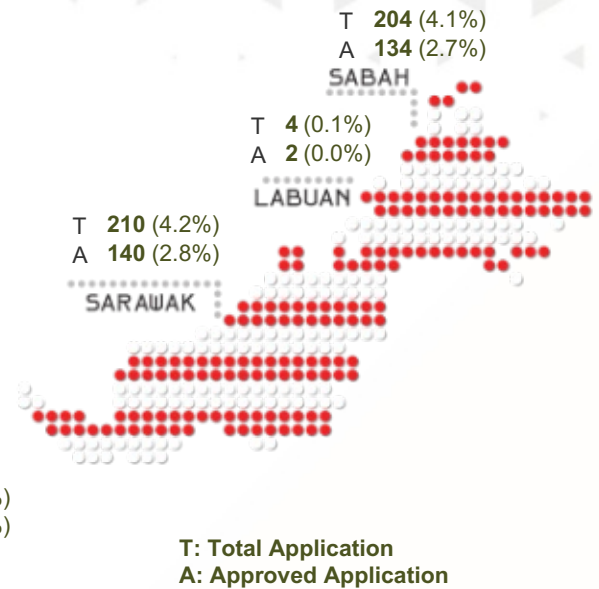 T 204 (4.1%)
A 134 (2.7%)
SABAH
T 4 (0.1%)
A 2 (0.0%)
LABUAN
T 210 (4.2%)
A 140 (2.8%)
SARAWAK
%)
%)
T: Total Application
A: Approved Application